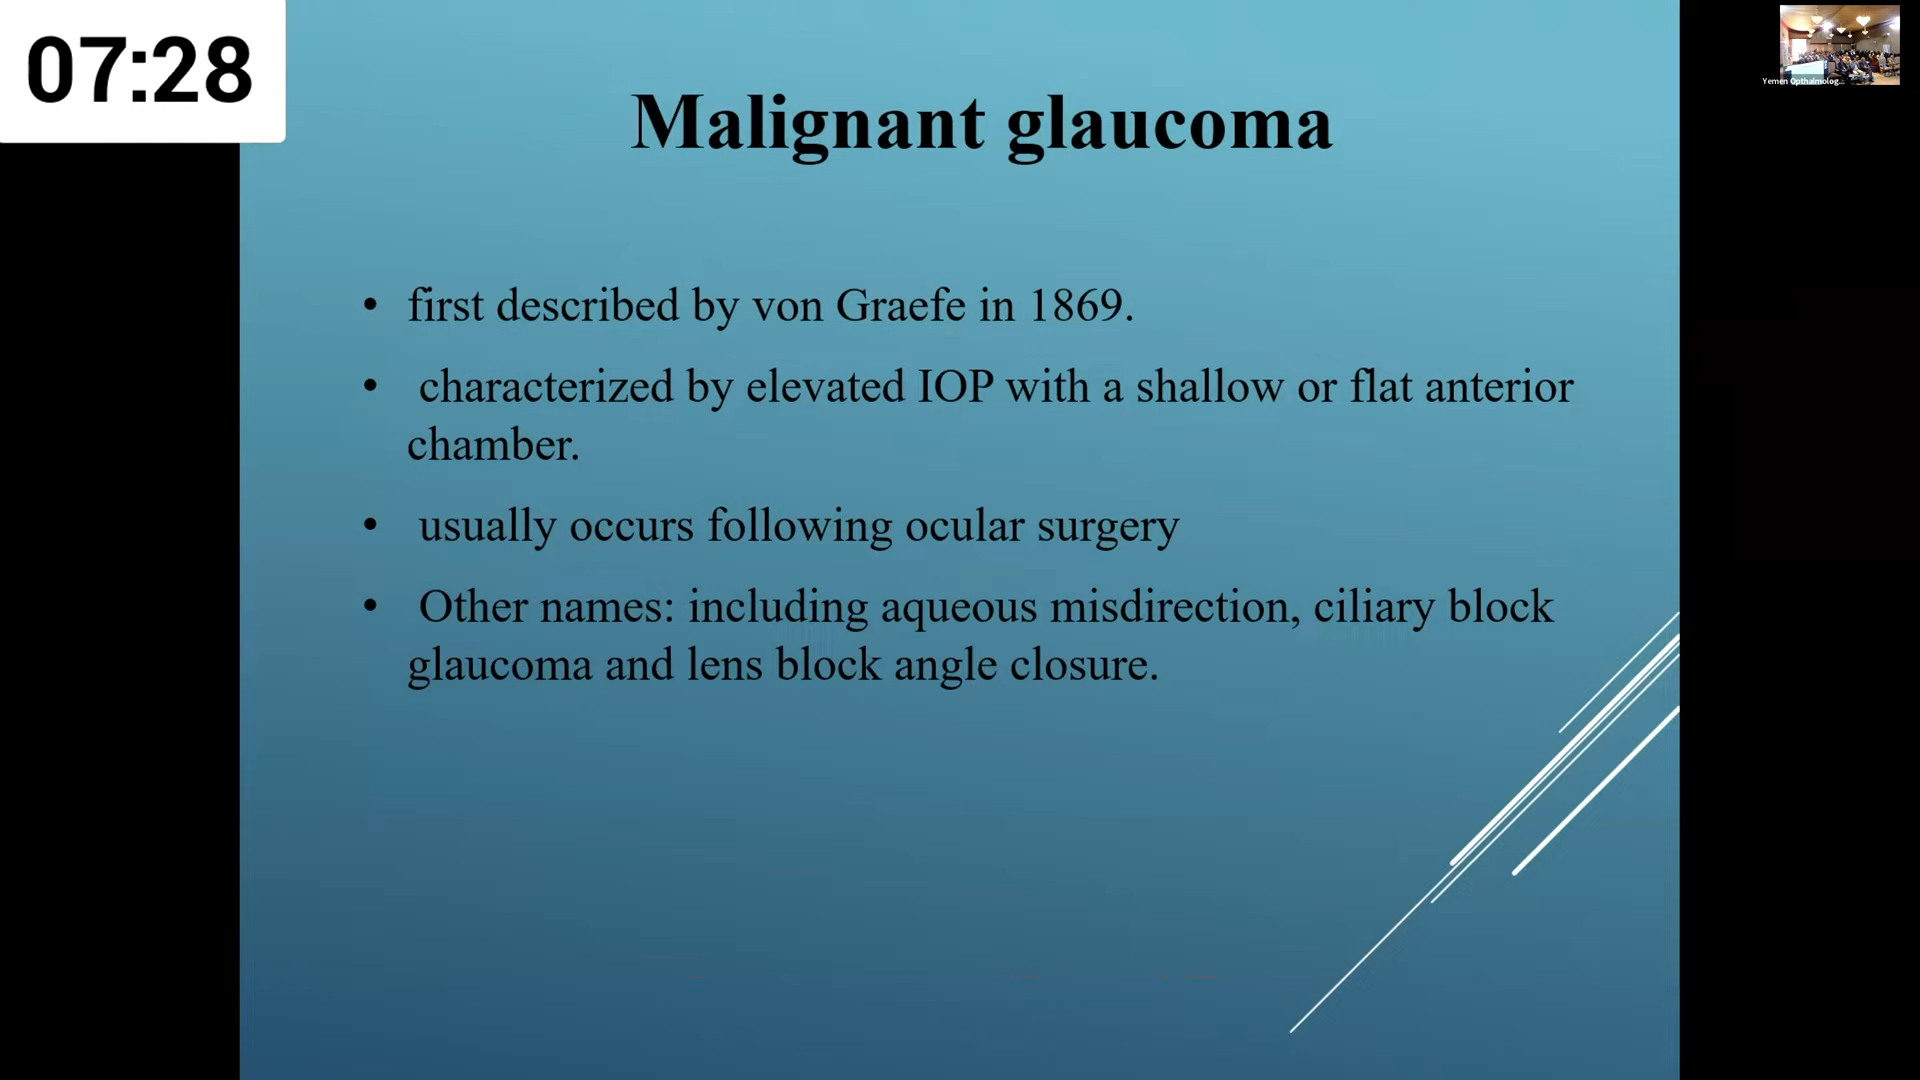 07:28
Malignant glaucoma
• first described by von Graefe in 1869.
• characterized by elevated IOP with a shallow or flat anterior
chamber.
• usually occurs following ocular surgery
• Other names: including aqueous misdirection, ciliary block
glaucoma and lens block angle closure.
Yemen Opthalmolog...